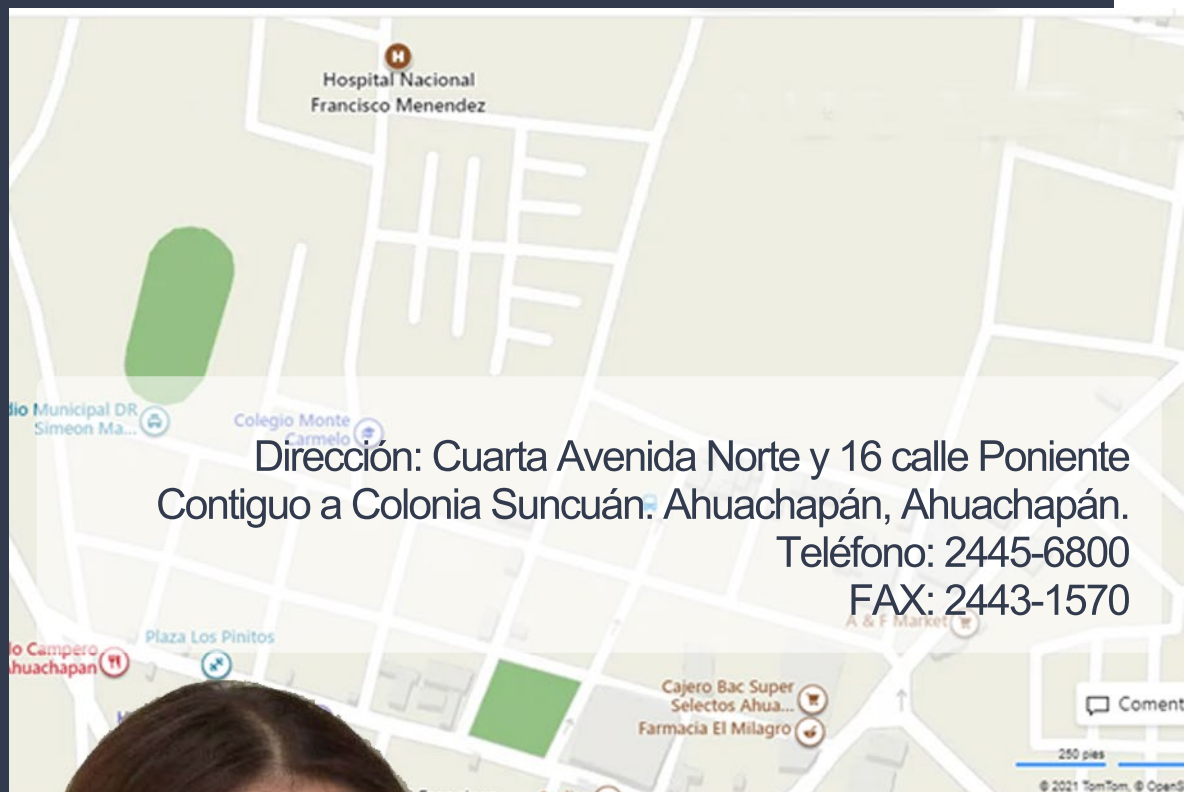 Hospital Nacional
Francisco Menendez
Municipal DR
Simeon Ma...
Colegio Monte
Carmelo
Dirección: Cuarta Avenida Norte y 16 calle Poniente
Contiguo a Colonia Suncuán. Ahuachapán, Ahuachapán.
Teléfono: 2445-6800
FAX: 2443-1570
A & F Market
Plaza Los Pinitos
Campero
huachapan
Cajero Bac Super
Selectos Ahua...
Farmacia El Milagro
Coment
250 pies
© 2021 TomTom, © OpenS